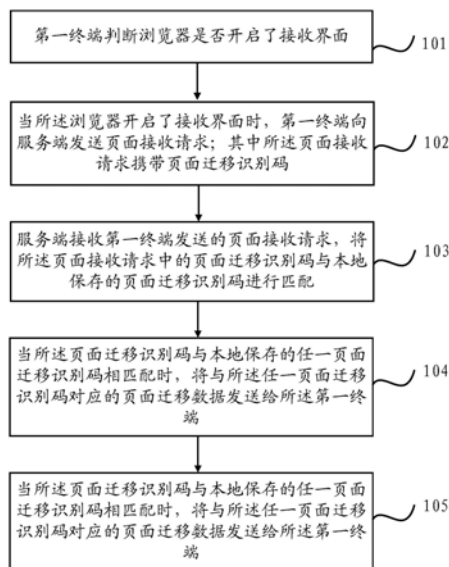 第一终端判断浏览器是否开启了接收界面
101
当所述浏览器开启了接收界面时，第一终端向
服务端发送页面接收请求；其中所述页面接收
请求携带页面迁移识别码
102
服务端接收第一终端发送的页面接收请求，将
所述页面接收请求中的页面迁移识别码与本地
保存的页面迁移识别码进行匹配
103
当所述页面迁移识别码与本地保存的任一页面
迁移识别码相匹配时，将与所述任一页面迁移
识别码对应的页面迁移数据发送给所述第一终
端
104
当所述页面迁移识别码与本地保存的任一页面
迁移识别码相匹配时，将与所述任一页面迁移
识别码对应的页面迁移数据发送给所述第一终
端
105